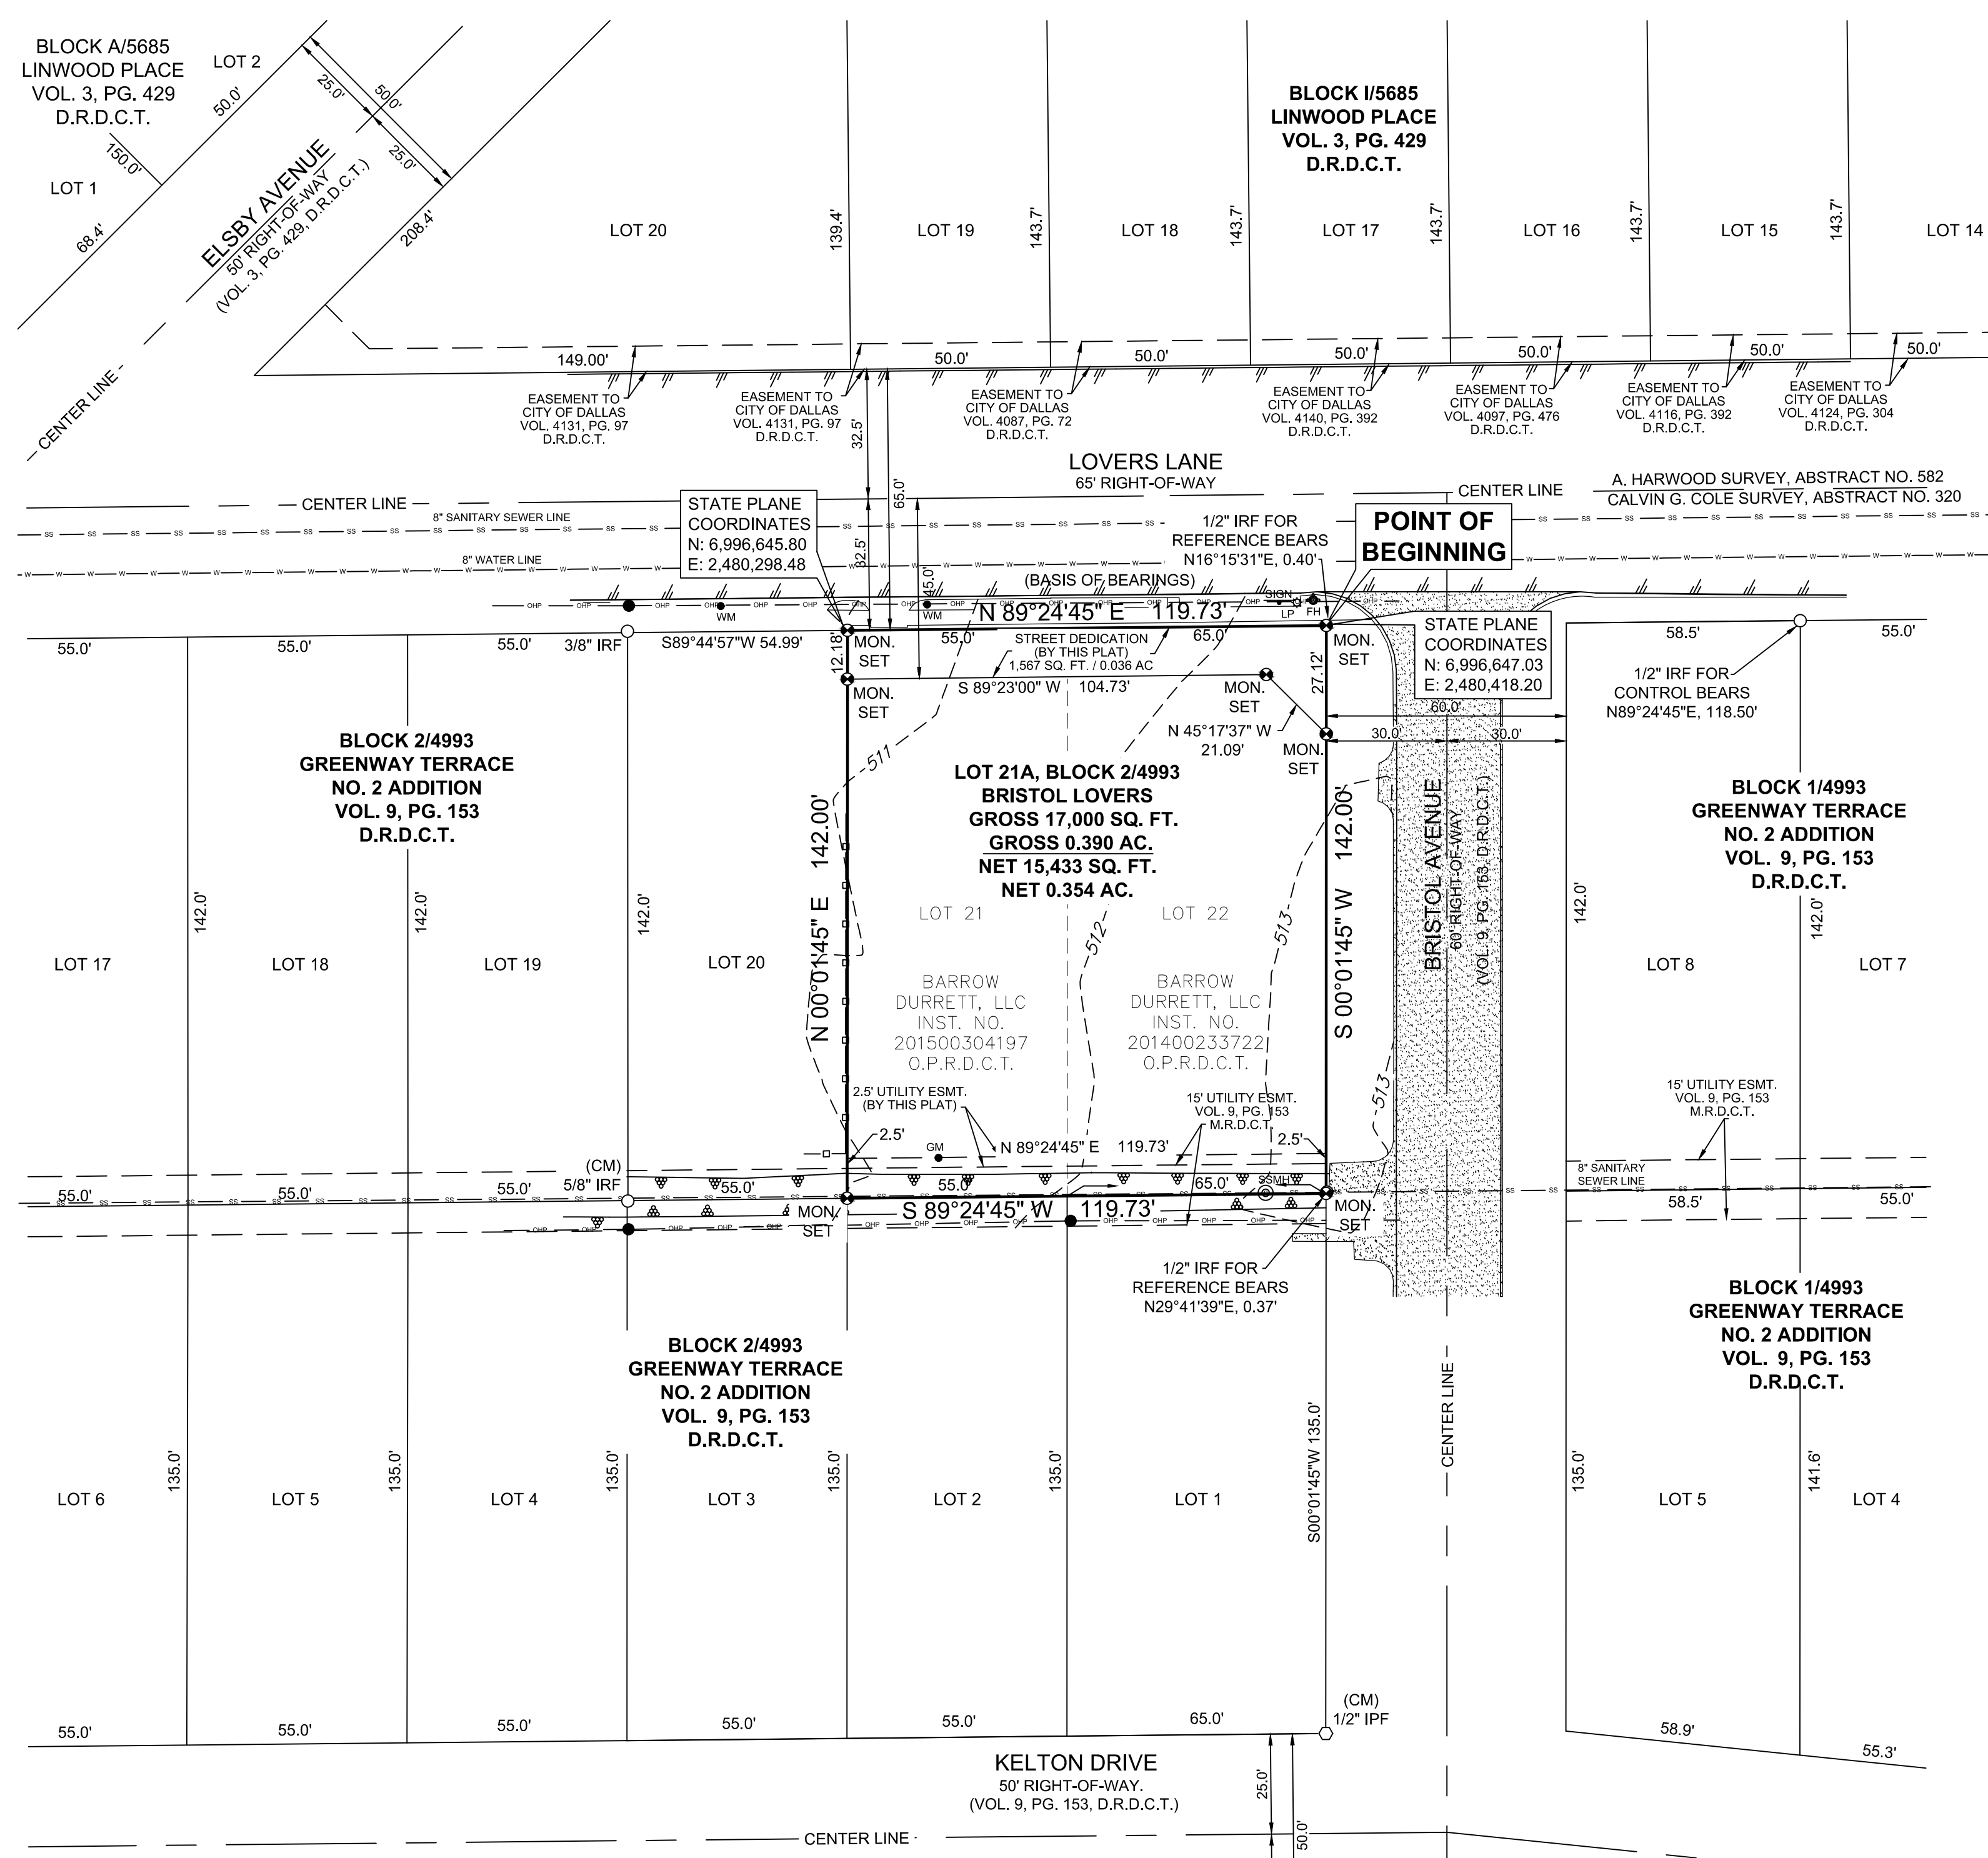 BLOCK A/5685
LINWOOD PLACE
VOL. 3, PG. 429
D.R.D.C.T.
LOT 2
50.0'
150.0'
LOT 1
68.4'
25.0'
50.0'
25.0'
ELSBY AVENUE
50' RIGHT-OF-WAY
(VOL. 3, PG. 429, D.R.D.C.T.)
208.4'
CENTER LINE
BLOCK I/5685
LINWOOD PLACE
VOL. 3, PG. 429
D.R.D.C.T.
LOT 20
139.4'
LOT 19
143.7'
LOT 18
143.7'
LOT 17
143.7'
LOT 16
143.7'
LOT 15
143.7'
LOT 14
149.00'
50.0'
50.0'
50.0'
50.0'
50.0'
50.0'
EASEMENT TO
CITY OF DALLAS
VOL. 4131, PG. 97
D.R.D.C.T.
EASEMENT TO
CITY OF DALLAS
VOL. 4131, PG. 97
D.R.D.C.T.
EASEMENT TO
CITY OF DALLAS
VOL. 4087, PG. 72
D.R.D.C.T.
EASEMENT TO
CITY OF DALLAS
VOL. 4140, PG. 392
D.R.D.C.T.
EASEMENT TO
CITY OF DALLAS
VOL. 4097, PG. 476
D.R.D.C.T.
EASEMENT TO
CITY OF DALLAS
VOL. 4116, PG. 392
D.R.D.C.T.
EASEMENT TO
CITY OF DALLAS
VOL. 4124, PG. 304
D.R.D.C.T.
32.5'
65.0'
32.5'
45.0'
LOVERS LANE
65' RIGHT-OF-WAY
CENTER LINE
CENTER LINE
A. HARWOOD SURVEY, ABSTRACT NO. 582
CALVIN G. COLE SURVEY, ABSTRACT NO. 320
8" SANITARY SEWER LINE
8" WATER LINE
STATE PLANE
COORDINATES
N: 6,996,645.80
E: 2,480,298.48
1/2" IRF FOR
REFERENCE BEARS
N16°15'31"E, 0.40'
POINT OF
BEGINNING
(BASIS OF BEARINGS)
N 89°24'45" E 119.73'
WM
WM
SIGN
LP
FH
55.0'
55.0'
55.0'
3/8" IRF
S89°44'57"W 54.99'
12.18'
MON.
SET
55.0'
65.0'
STREET DEDICATION
(BY THIS PLAT)
1,567 SQ. FT. / 0.036 AC
S 89°23'00" W 104.73'
MON.
SET
MON.
SET
27.12'
MON.
SET
N 45°17'37" W
21.09'
MON.
SET
STATE PLANE
COORDINATES
N: 6,996,647.03
E: 2,480,418.20
60.0'
30.0'
30.0'
58.5'
55.0'
1/2" IRF FOR
CONTROL BEARS
N89°24'45"E, 118.50'
BLOCK 2/4993
GREENWAY TERRACE
NO. 2 ADDITION
VOL. 9, PG. 153
D.R.D.C.T.
511
LOT 21A, BLOCK 2/4993
BRISTOL LOVERS
GROSS 17,000 SQ. FT.
GROSS 0.390 AC.
NET 15,433 SQ. FT.
NET 0.354 AC.
BLOCK 1/4993
GREENWAY TERRACE
NO. 2 ADDITION
VOL. 9, PG. 153
D.R.D.C.T.
N 00°01'45" E 142.00'
S 00°01'45" W 142.00'
BRISTOL AVENUE
60' RIGHT-OF-WAY
(VOL. 9, PG. 153, D.R.D.C.T.)
142.0'
142.0'
142.0'
142.0'
142.0'
LOT 17
LOT 18
LOT 19
LOT 20
LOT 21
LOT 22
512
513
513
LOT 8
LOT 7
BARROW
DURRETT, LLC
INST. NO.
201500304197
O.P.R.D.C.T.
BARROW
DURRETT, LLC
INST. NO.
201400233722
O.P.R.D.C.T.
2.5' UTILITY ESMT.
(BY THIS PLAT)
15' UTILITY ESMT.
VOL. 9, PG. 153
M.R.D.C.T.
15' UTILITY ESMT.
VOL. 9, PG. 153
M.R.D.C.T.
2.5'
GM
N 89°24'45" E 119.73'
2.5'
(CM)
5/8" IRF
8" SANITARY
SEWER LINE
55.0'
55.0'
55.0'
55.0'
55.0'
65.0'
SSMH
58.5'
55.0'
MON.
SET
S 89°24'45" W 119.73'
MON.
SET
1/2" IRF FOR
REFERENCE BEARS
N29°41'39"E, 0.37'
BLOCK 2/4993
GREENWAY TERRACE
NO. 2 ADDITION
VOL. 9, PG. 153
D.R.D.C.T.
BLOCK 1/4993
GREENWAY TERRACE
NO. 2 ADDITION
VOL. 9, PG. 153
D.R.D.C.T.
CENTER LINE
135.0'
135.0'
135.0'
135.0'
135.0'
S00°01'45"W 135.0'
135.0'
141.6'
LOT 6
LOT 5
LOT 4
LOT 3
LOT 2
LOT 1
LOT 5
LOT 4
55.0'
55.0'
55.0'
55.0'
55.0'
65.0'
(CM)
1/2" IPF
58.9'
55.3'
KELTON DRIVE
50' RIGHT-OF-WAY.
(VOL. 9, PG. 153, D.R.D.C.T.)
25.0'
50.0'
CENTER LINE